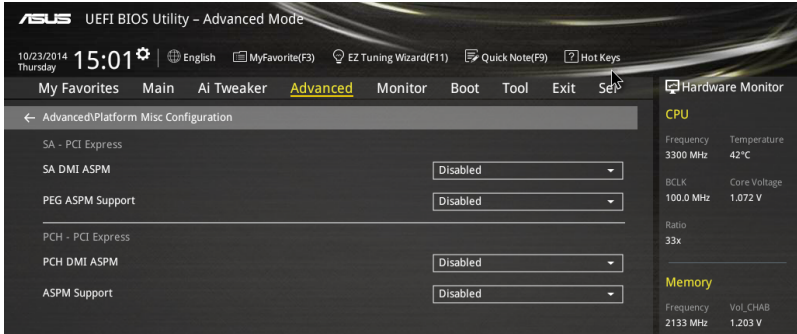 ASUS UEFI BIOS Utility – Advanced Mode
10/23/2014
Thursday
15:01
English
MyFavorite(F3)
EZ Tuning Wizard(F11)
Quick Note(F9)
? Hot Keys
My Favorites Main Ai Tweaker Advanced Monitor Boot Tool Exit
Hardware Monitor
← Advanced\Platform Misc Configuration
SA - PCI Express
SA DMI ASPM Disabled
PEG ASPM Support Disabled
PCH - PCI Express
PCH DMI ASPM Disabled
ASPM Support Disabled
CPU
Frequency Temperature
3300 MHz 42°C
BCLK Core Voltage
100.0 MHz 1.072 V
Ratio
33x
Memory
Frequency Vol_CHAB
2133 MHz 1.203 V